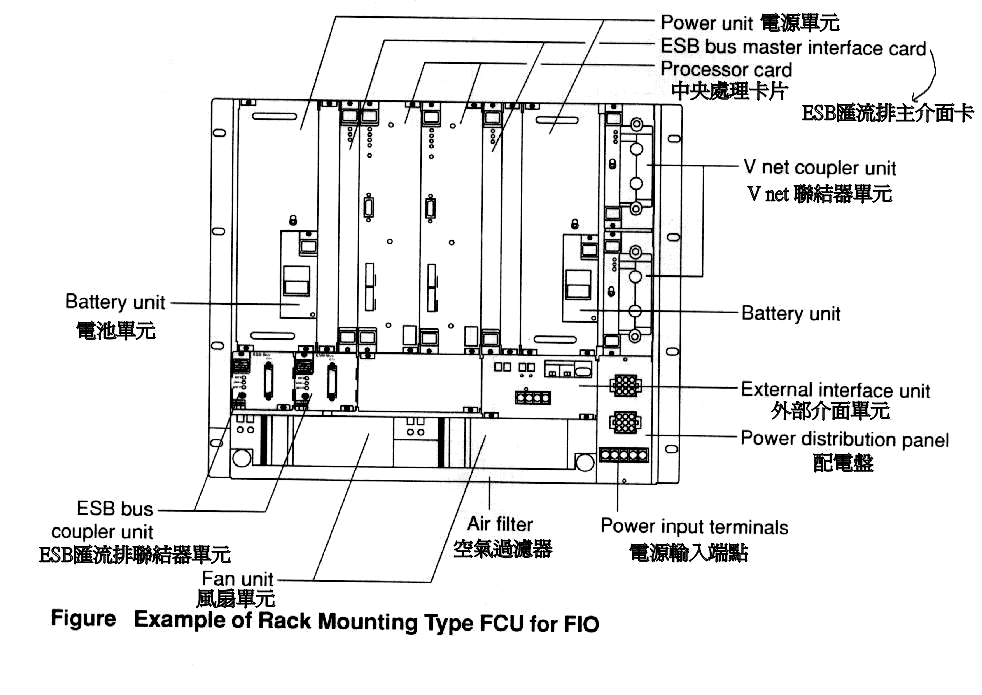 Power unit 電源單元
ESB bus master interface card
Processor card
中央處理卡片
ESB匯流排主介面卡
V net coupler unit
V net 聯結器單元
Battery unit
電池單元
Battery unit
ESB Bus
ESB Bus
External interface unit
外部介面單元
Power distribution panel
配電盤
ESB bus
coupler unit
ESB匯流排聯結器單元
Air filter
空氣過濾器
Power input terminals
電源輸入端點
Fan unit
風扇單元
Figure Example of Rack Mounting Type FCU for FIO